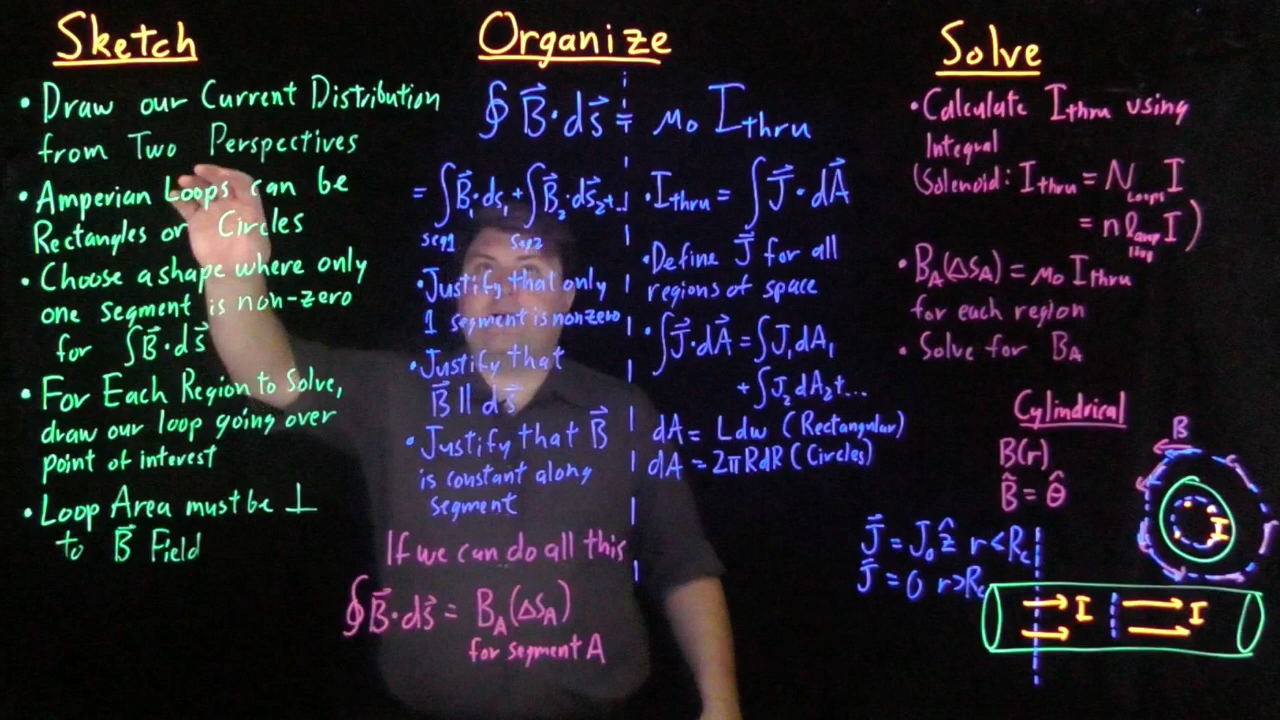 Sketch
• Draw our Current Distribution
from Two Perspectives
• Amperian Loops can be
Rectangles or Circles
• Choose a shape where only
one segment is non-zero
for ∫B⃗·ds⃗
• For Each Region to Solve,
draw our loop going over
point of interest
• Loop Area must be ⊥
to B⃗ Field
Organize
∮B⃗·ds⃗ = μ₀ I_thru
= ∫B⃗₁·ds₁ + ∫B⃗₂·ds⃗₂+...
seg1 seg2
• Justify that only
1 segment is nonzero
• Justify that
B⃗ || ds⃗
• Justify that B⃗
is constant along
segment
• I_thru = ∫J⃗·dA⃗
• Define J⃗ for all
regions of space
• ∫J⃗·dA⃗ = ∫J₁dA₁
+ ∫J₂dA₂+...
dA = Ldw (Rectangular)
dA = 2πRdR (Circles)
If we can do all this
∮B⃗·ds⃗ = B_A(ΔS_A)
for segment A
Solve
• Calculate I_thru using
Integral
(Solenoid: I_thru = N_Loops I
= n l_amp loop I)
• B_A(ΔS_A) = μ₀ I_thru
for each region
• Solve for B_A
Cylindrical
B(r)
B̂ = θ̂
B
I
J⃗ = J₀ẑ r<R_c
J⃗ = 0 r>R_c
I I